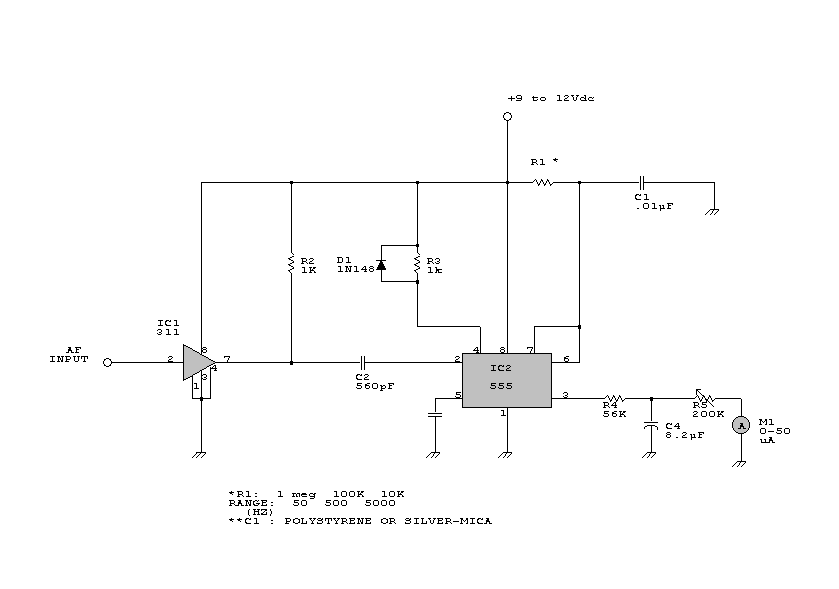 +9 to 12Vdc
R1 *
C1
.01µF
R2
1K
D1
1N148
R3
1k
IC1
311
AF
INPUT
2
8
7
4
3
1
C2
560pF
4
8
7
2
6
IC2
555
5
3
1
R4
56K
R5
200K
C4
8.2µF
A
M1
0-50
uA
*R1: 1 meg 100K 10K
RANGE: 50 500 5000
(HZ)
**C1 : POLYSTYRENE OR SILVER-MICA